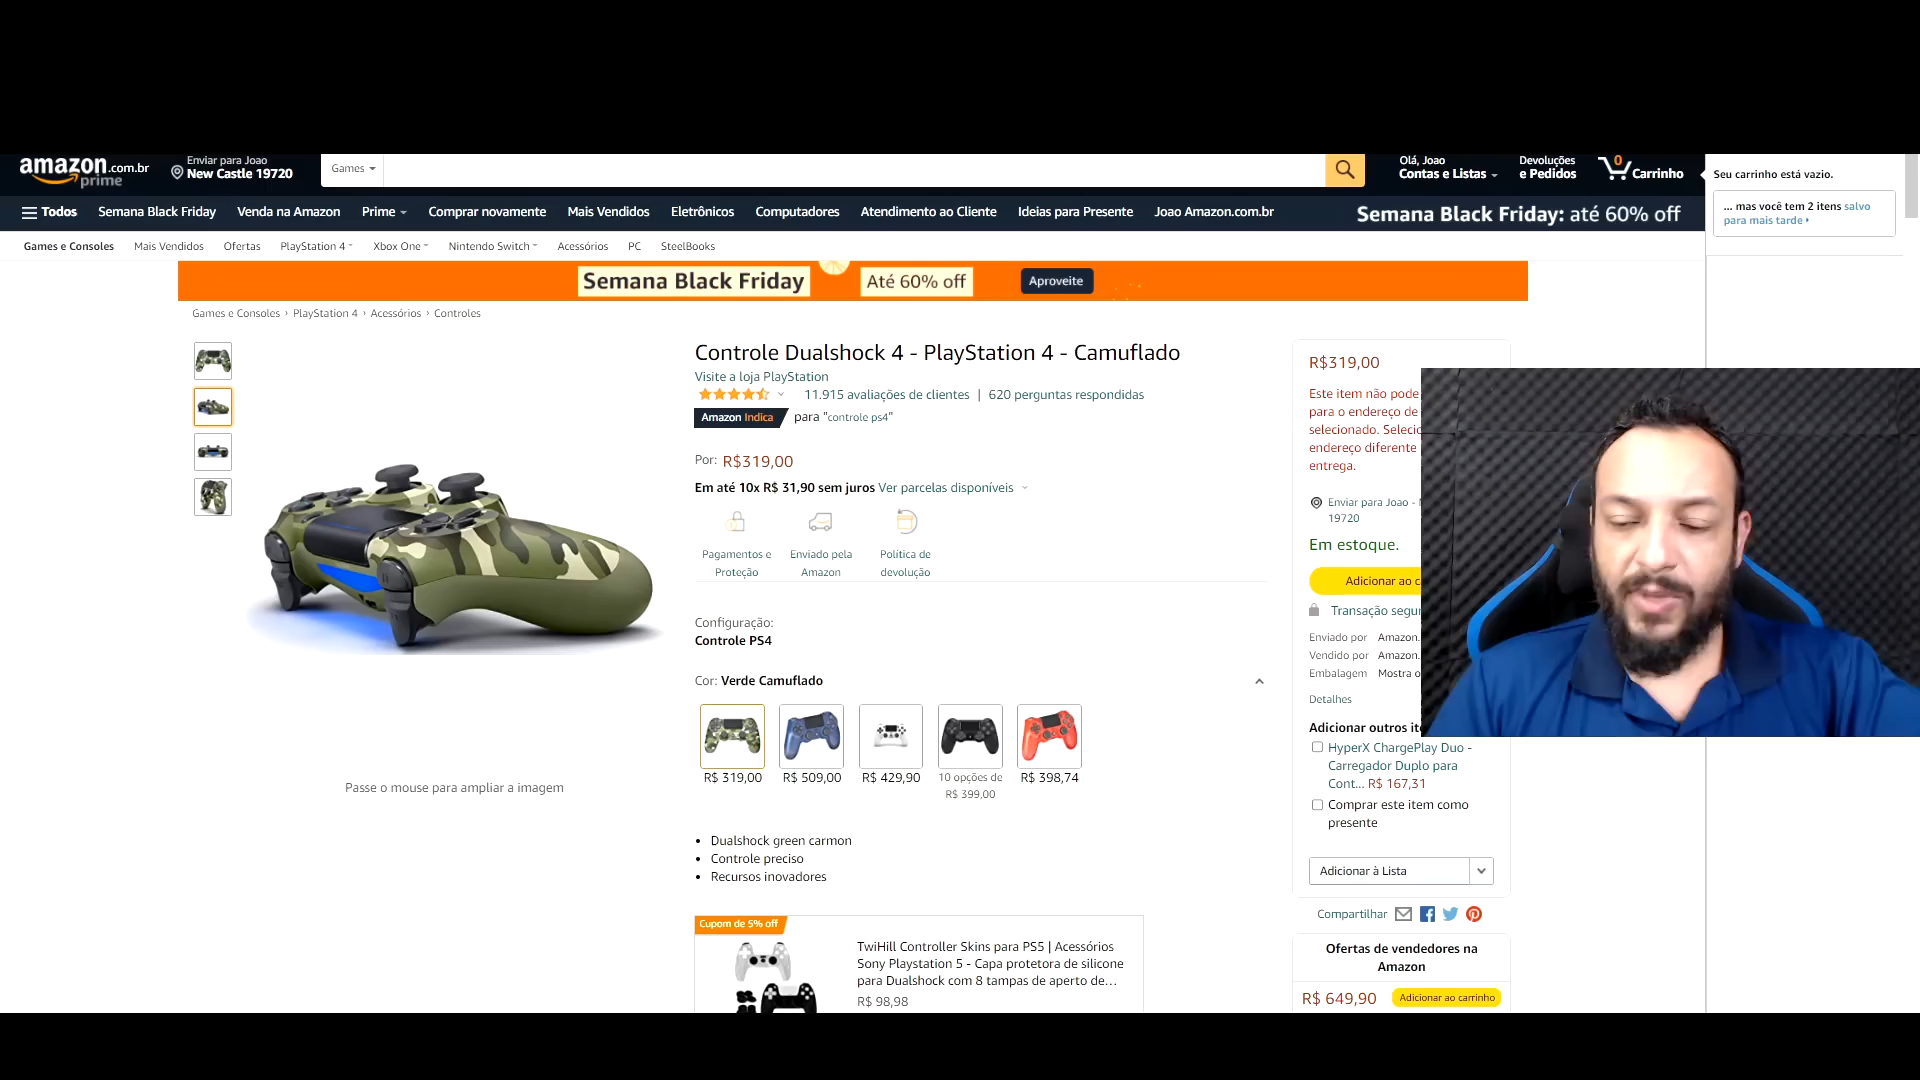 amazon.com.br
prime
Enviar para Joao
New Castle 19720
Games
Olá, Joao
Contas e Listas
Devoluções
e Pedidos
0
Carrinho
Seu carrinho está vazio.
... mas você tem 2 itens salvo
para mais tarde
Todos
Semana Black Friday
Venda na Amazon
Prime
Comprar novamente
Mais Vendidos
Eletrônicos
Computadores
Atendimento ao Cliente
Ideias para Presente
Joao Amazon.com.br
Semana Black Friday: até 60% off
Games e Consoles
Mais Vendidos
Ofertas
PlayStation 4
Xbox One
Nintendo Switch
Acessórios
PC
SteelBooks
Semana Black Friday
Até 60% off
Aproveite
Games e Consoles › PlayStation 4 › Acessórios › Controles
Controle Dualshock 4 - PlayStation 4 - Camuflado
Visite a loja PlayStation
11.915 avaliações de clientes | 620 perguntas respondidas
Amazon Indica para "controle ps4"
Por: R$319,00
Em até 10x R$ 31,90 sem juros Ver parcelas disponíveis
Pagamentos e
Proteção
Enviado pela
Amazon
Política de
devolução
Configuração:
Controle PS4
Cor: Verde Camuflado
R$ 319,00
R$ 509,00
R$ 429,90
10 opções de
R$ 399,00
R$ 398,74
Passe o mouse para ampliar a imagem
• Dualshock green carmon
• Controle preciso
• Recursos inovadores
Cupom de 5% off
TwiHill Controller Skins para PS5 | Acessórios
Sony Playstation 5 - Capa protetora de silicone
para Dualshock com 8 tampas de aperto de...
R$ 98,98
R$319,00
Este item não pode
para o endereço de
selecionado. Selecio
endereço diferente
entrega.
Enviar para Joao -
19720
Em estoque.
Adicionar ao c
Transação segur
Enviado por Amazon.
Vendido por Amazon.
Embalagem Mostra o
Detalhes
Adicionar outros ite
HyperX ChargePlay Duo -
Carregador Duplo para
Cont... R$ 167,31
Comprar este item como
presente
Adicionar à Lista
Compartilhar
Ofertas de vendedores na
Amazon
R$ 649,90
Adicionar ao carrinho